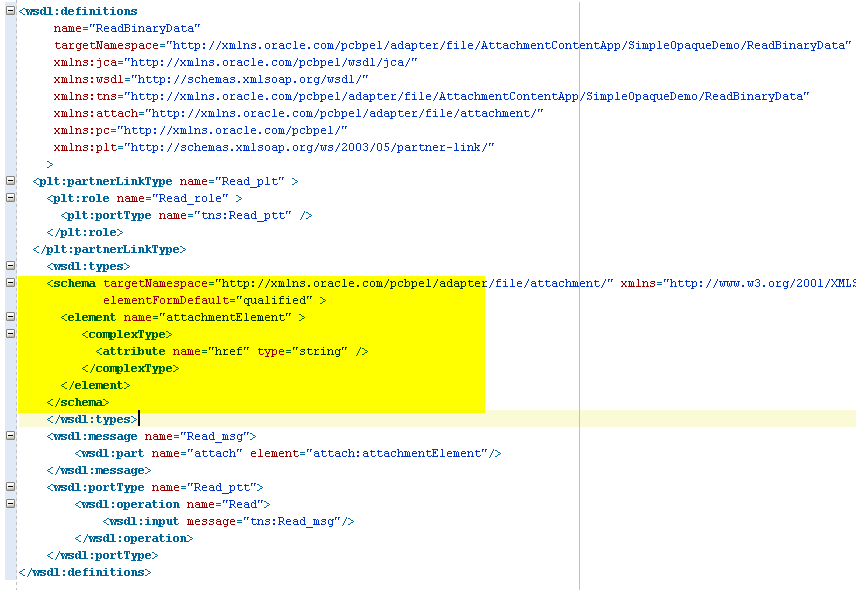 <wsdl:definitions
name="ReadBinaryData"
targetNamespace="http://xmlns.oracle.com/pcbpel/adapter/file/AttachmentContentApp/SimpleOpaqueDemo/ReadBinaryData"
xmlns:jca="http://xmlns.oracle.com/pcbpel/wsdl/jca/"
xmlns:wsdl="http://schemas.xmlsoap.org/wsdl/"
xmlns:tns="http://xmlns.oracle.com/pcbpel/adapter/file/AttachmentContentApp/SimpleOpaqueDemo/ReadBinaryData"
xmlns:attach="http://xmlns.oracle.com/pcbpel/adapter/file/attachment/"
xmlns:pc="http://xmlns.oracle.com/pcbpel/"
xmlns:plt="http://schemas.xmlsoap.org/ws/2003/05/partner-link/"
>
<plt:partnerLinkType name="Read_plt" >
<plt:role name="Read_role" >
<plt:portType name="tns:Read_ptt" />
</plt:role>
</plt:partnerLinkType>
<wsdl:types>
<schema targetNamespace="http://xmlns.oracle.com/pcbpel/adapter/file/attachment/" xmlns="http://www.w3.org/2001/XMLS
elementFormDefault="qualified" >
<element name="attachmentElement" >
<complexType>
<attribute name="href" type="string" />
</complexType>
</element>
</schema>
</wsdl:types>
<wsdl:message name="Read_msg">
<wsdl:part name="attach" element="attach:attachmentElement"/>
</wsdl:message>
<wsdl:portType name="Read_ptt">
<wsdl:operation name="Read">
<wsdl:input message="tns:Read_msg"/>
</wsdl:operation>
</wsdl:portType>
</wsdl:definitions>